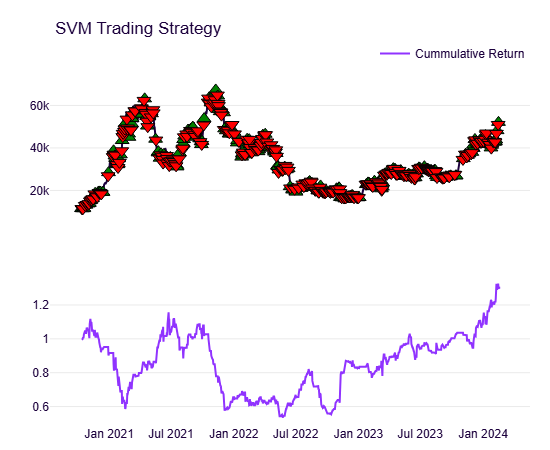 SVM Trading Strategy
Cummulative Return
60k
40k
20k
1.2
1
0.8
0.6
Jan 2021 Jul 2021 Jan 2022 Jul 2022 Jan 2023 Jul 2023 Jan 2024